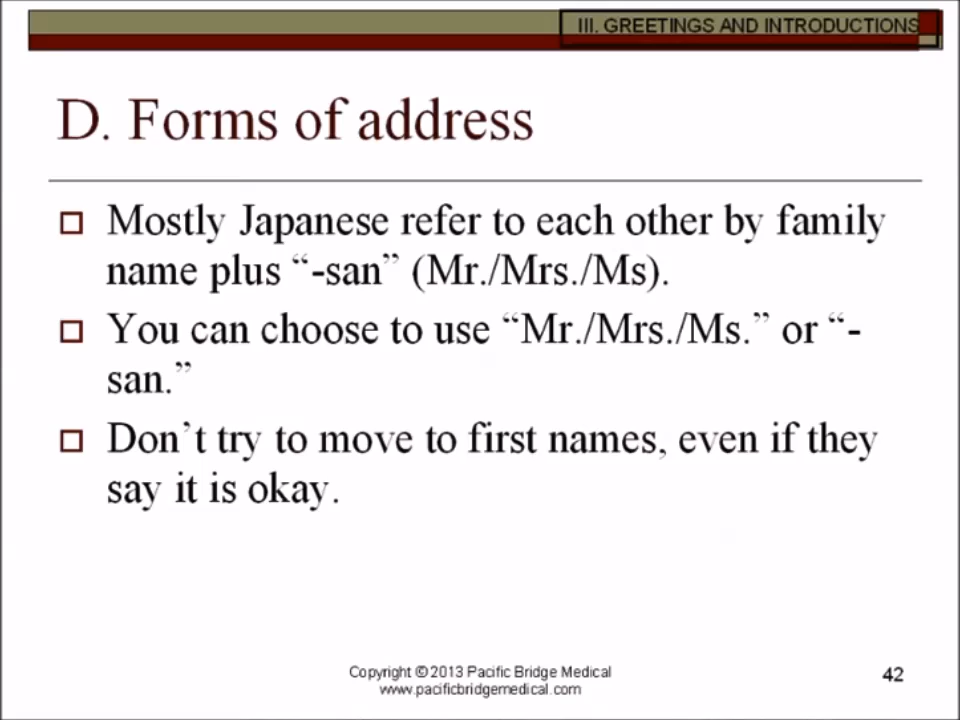 III. GREETINGS AND INTRODUCTIONS
D. Forms of address
Mostly Japanese refer to each other by family
name plus “-san” (Mr./Mrs./Ms).
You can choose to use “Mr./Mrs./Ms.” or “-
san.”
Don’t try to move to first names, even if they
say it is okay.
Copyright © 2013 Pacific Bridge Medical
www.pacificbridgemedical.com
42